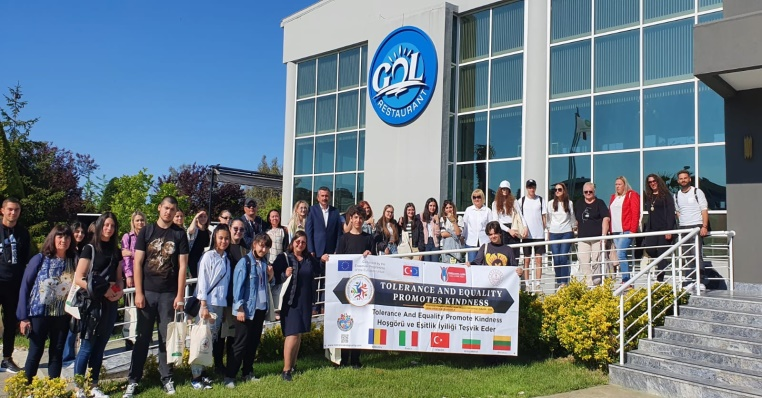 GÖL
RESTAURANT
TOLERANCE AND EQUALITY
PROMOTES KINDNESS
Tolerance And Equality Promote Kindness
Hoşgörü ve Eşitlik İyiliği Teşvik Eder